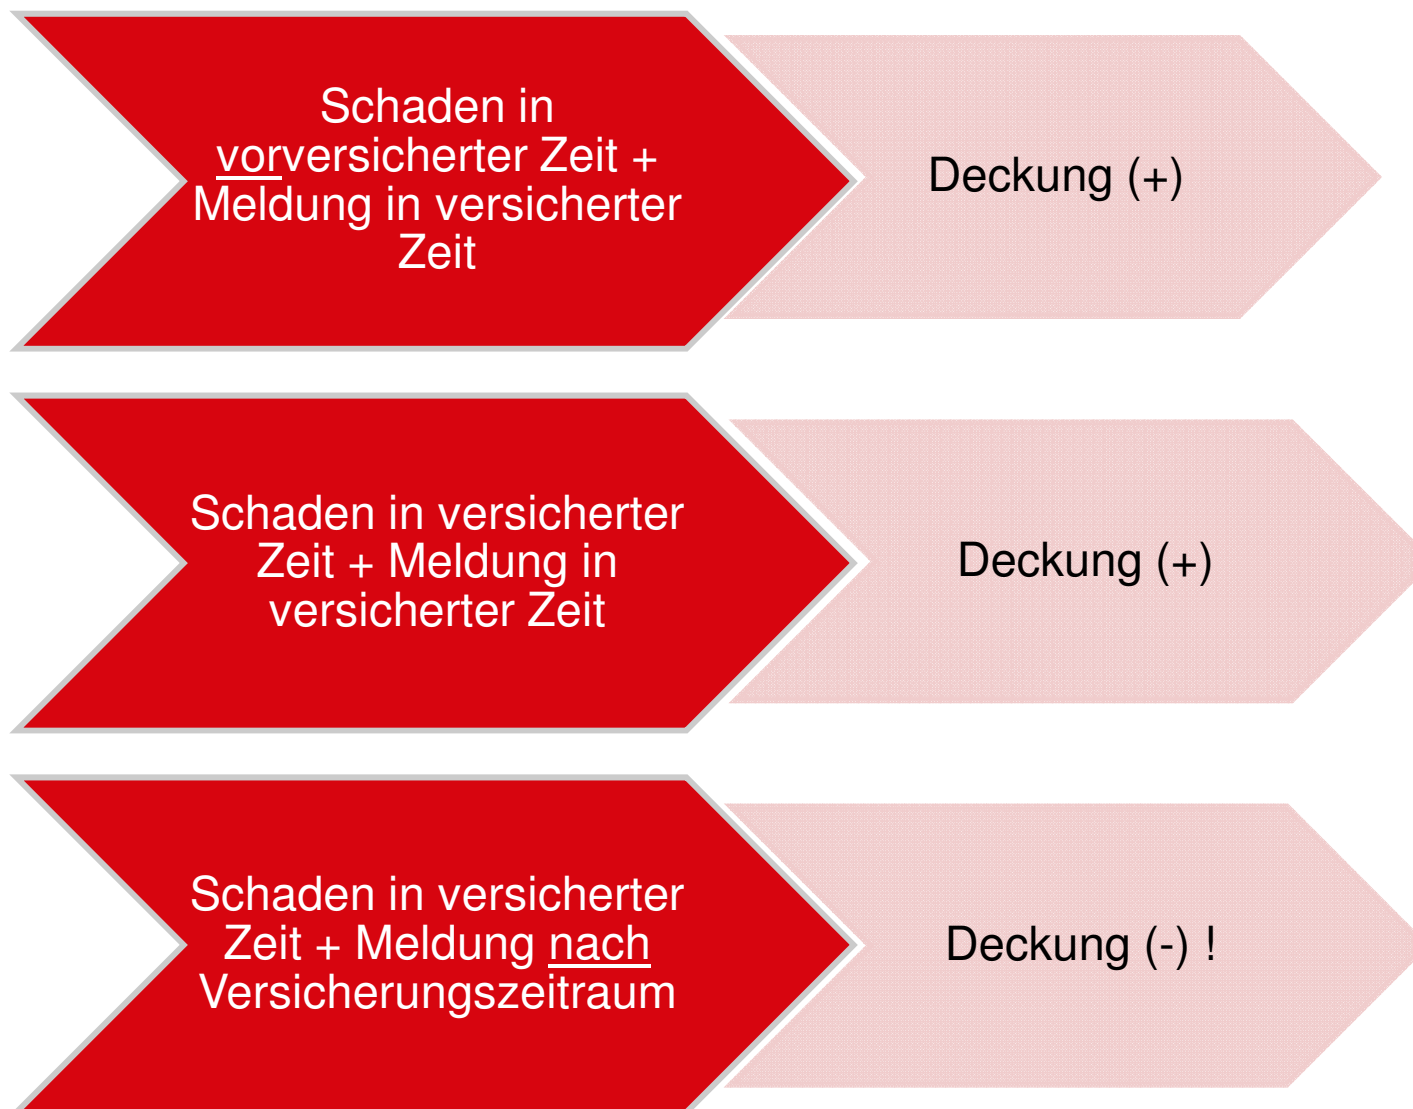 Schaden in
vorversicherter Zeit +
Meldung in versicherter
Zeit
Deckung (+)
Schaden in versicherter
Zeit + Meldung in
versicherter Zeit
Deckung (+)
Schaden in versicherter
Zeit + Meldung nach
Versicherungszeitraum
Deckung (-) !